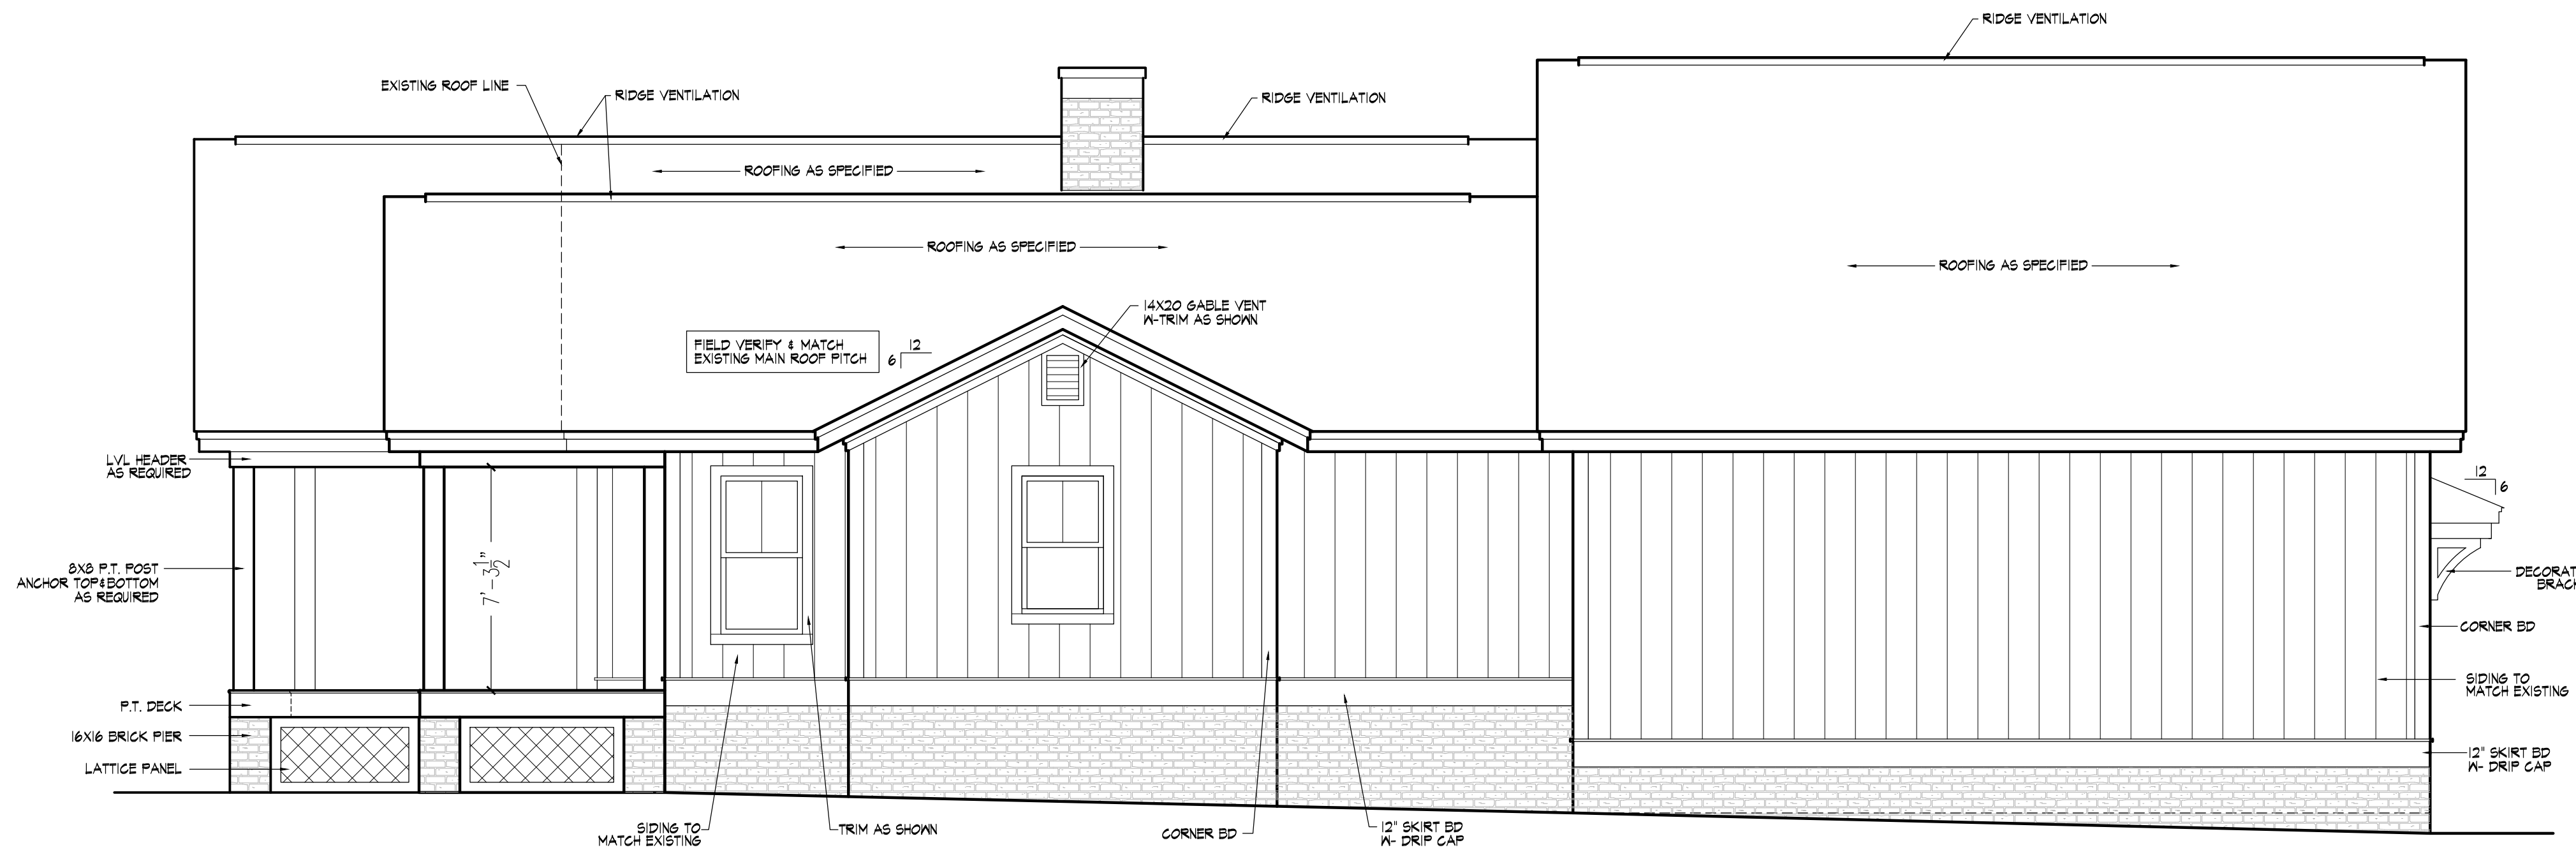 RIDGE VENTILATION
EXISTING ROOF LINE
RIDGE VENTILATION
RIDGE VENTILATION
ROOFING AS SPECIFIED
ROOFING AS SPECIFIED
ROOFING AS SPECIFIED
14X20 GABLE VENT
W-TRIM AS SHOWN
FIELD VERIFY & MATCH
EXISTING MAIN ROOF PITCH
12
6
LVL HEADER
AS REQUIRED
12
6
8X8 P.T. POST
ANCHOR TOP&BOTTOM
AS REQUIRED
7'-3 1/2"
DECORAT
BRACK
CORNER BD
SIDING TO
MATCH EXISTING
P.T. DECK
16X16 BRICK PIER
LATTICE PANEL
12" SKIRT BD
W- DRIP CAP
SIDING TO
MATCH EXISTING
TRIM AS SHOWN
CORNER BD
12" SKIRT BD
W- DRIP CAP